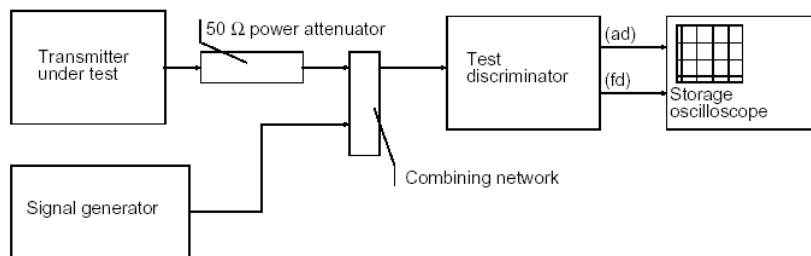 50 Ω power attenuator
Transmitter
under test
Test
discriminator
(ad)
(fd)
Storage
oscilloscope
Combining network
Signal generator